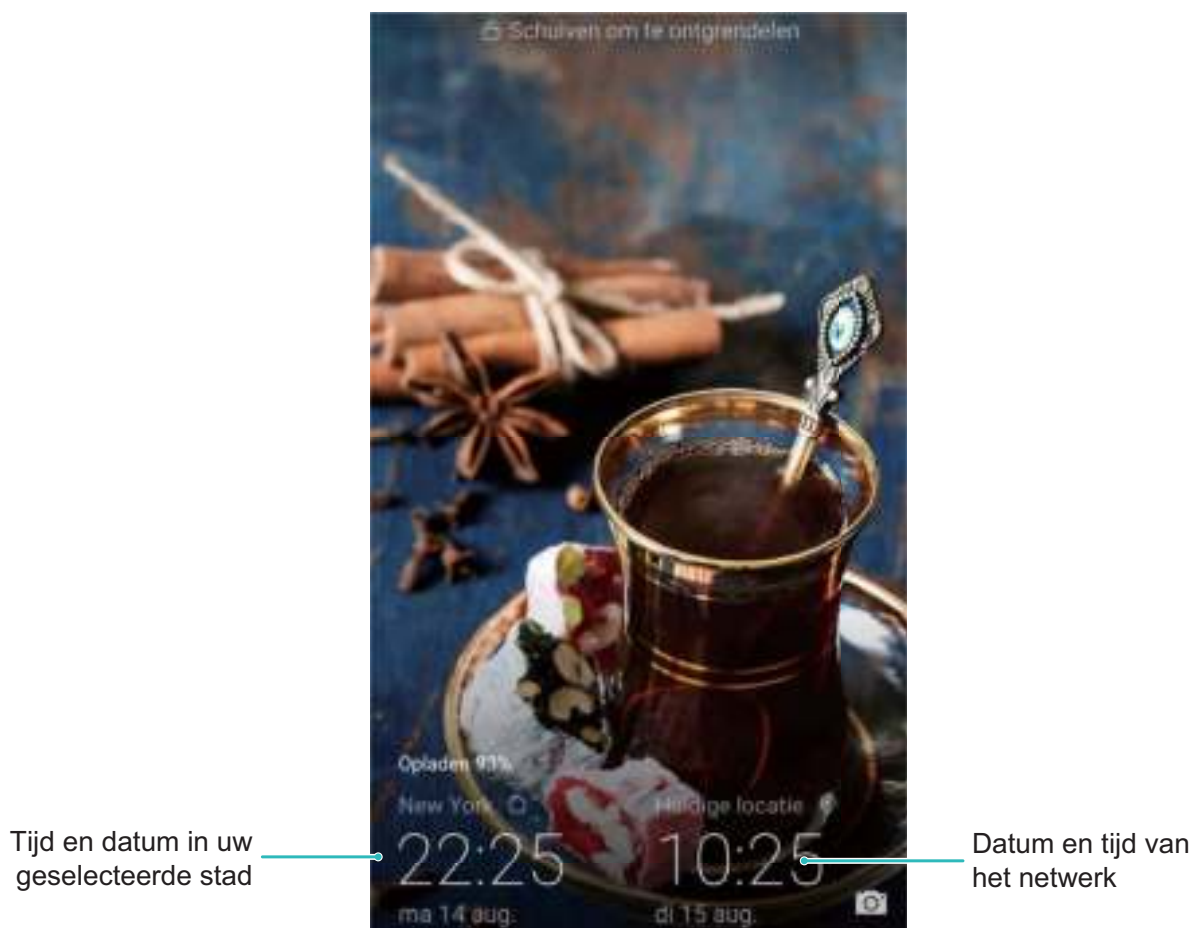 Schuiven om te ontgrendelen
Opladen 93%
New York
Huidige locatie
22:25
10:25
ma 14 aug.
di 15 aug.
Tijd en datum in uw
geselecteerde stad
Datum en tijd van
het netwerk